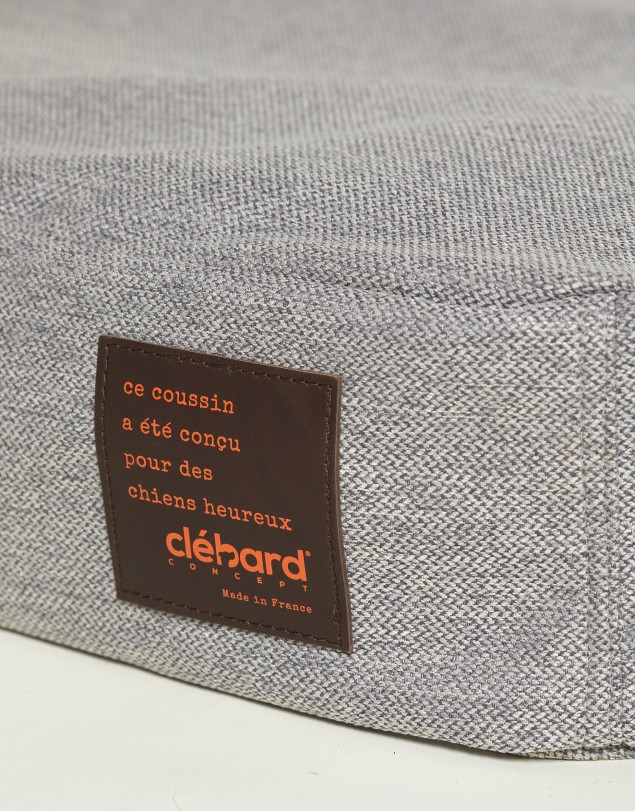 ce coussin
a été conçu
pour des
chiens heureux
clébard®
CONCEPT
Made in France